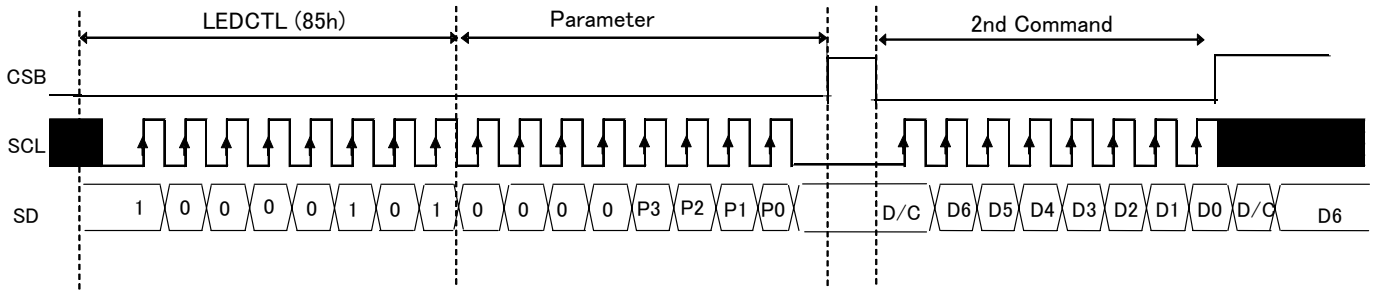 LEDCTL (85h) Parameter 2nd Command
CSB
SCL
SD 1 0 0 0 0 1 0 1 0 0 0 0 P3 P2 P1 P0 D/C D6 D5 D4 D3 D2 D1 D0 D/C D6